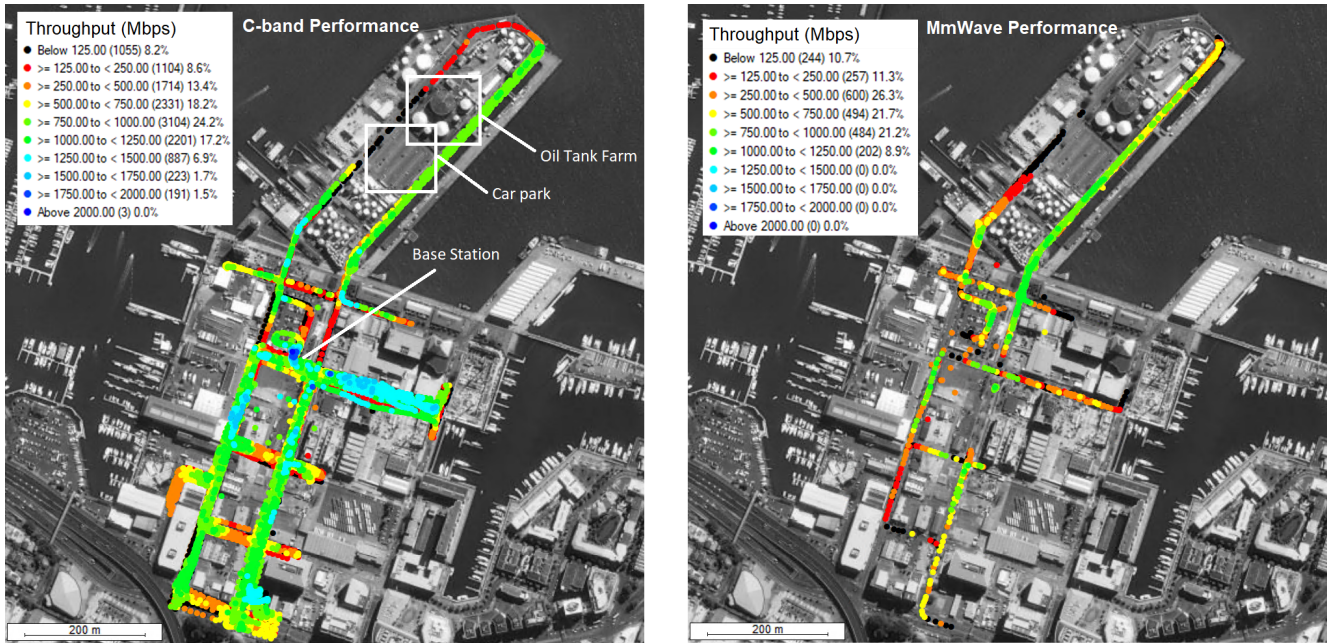 C-band Performance
Throughput (Mbps)
Below 125.00 (1055) 8.2%
>= 125.00 to < 250.00 (1104) 8.6%
>= 250.00 to < 500.00 (1714) 13.4%
>= 500.00 to < 750.00 (2331) 18.2%
>= 750.00 to < 1000.00 (3104) 24.2%
>= 1000.00 to < 1250.00 (2201) 17.2%
>= 1250.00 to < 1500.00 (887) 6.9%
>= 1500.00 to < 1750.00 (223) 1.7%
>= 1750.00 to < 2000.00 (191) 1.5%
Above 2000.00 (3) 0.0%
Oil Tank Farm
Car park
Base Station
200 m
MmWave Performance
Throughput (Mbps)
Below 125.00 (244) 10.7%
>= 125.00 to < 250.00 (257) 11.3%
>= 250.00 to < 500.00 (600) 26.3%
>= 500.00 to < 750.00 (494) 21.7%
>= 750.00 to < 1000.00 (484) 21.2%
>= 1000.00 to < 1250.00 (202) 8.9%
>= 1250.00 to < 1500.00 (0) 0.0%
>= 1500.00 to < 1750.00 (0) 0.0%
>= 1750.00 to < 2000.00 (0) 0.0%
Above 2000.00 (0) 0.0%
200 m